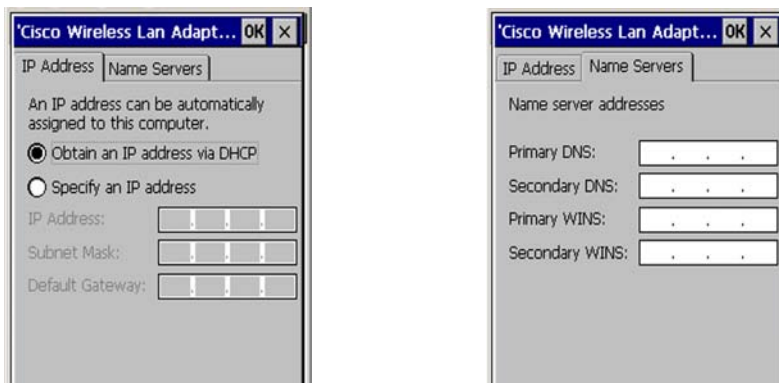 'Cisco Wireless Lan Adapt... OK ×
IP Address Name Servers
An IP address can be automatically
assigned to this computer.
Obtain an IP address via DHCP
Specify an IP address
IP Address: . . .
Subnet Mask: . . .
Default Gateway: . . .
'Cisco Wireless Lan Adapt... OK ×
IP Address Name Servers
Name server addresses
Primary DNS: . . .
Secondary DNS: . . .
Primary WINS: . . .
Secondary WINS: . . .